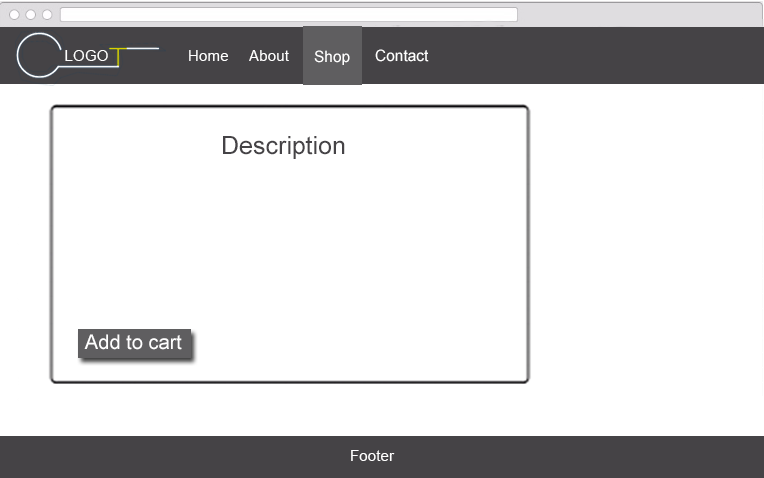 LOGO T Home About Shop Contact
Description
Add to cart
Footer